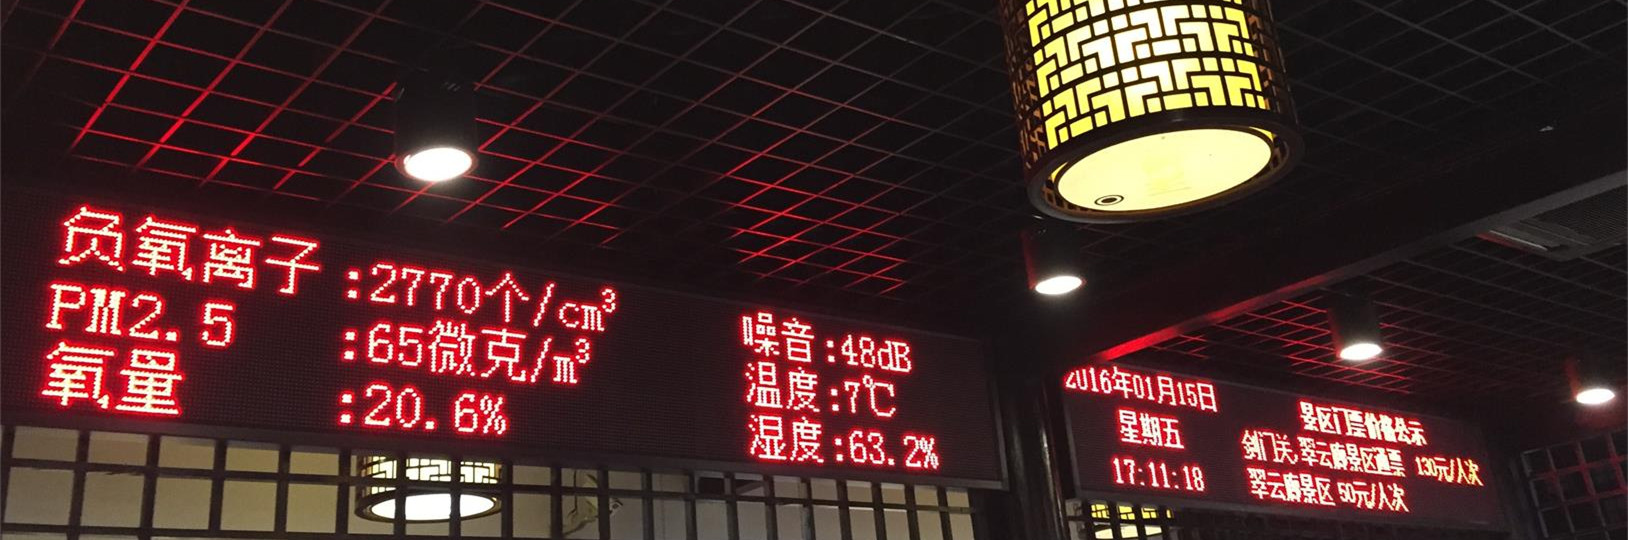 负氧离子 :2770个/cm³
PM2.5 :65微克/m³
氧量 :20.6%
噪音:48dB
温度:7℃
湿度:63.2%
2016年01月15日
星期五
17:11:18
景区门票价格公示
剑门关,翠云廊景区通票 130元/人次
翠云廊景区 50元/人次